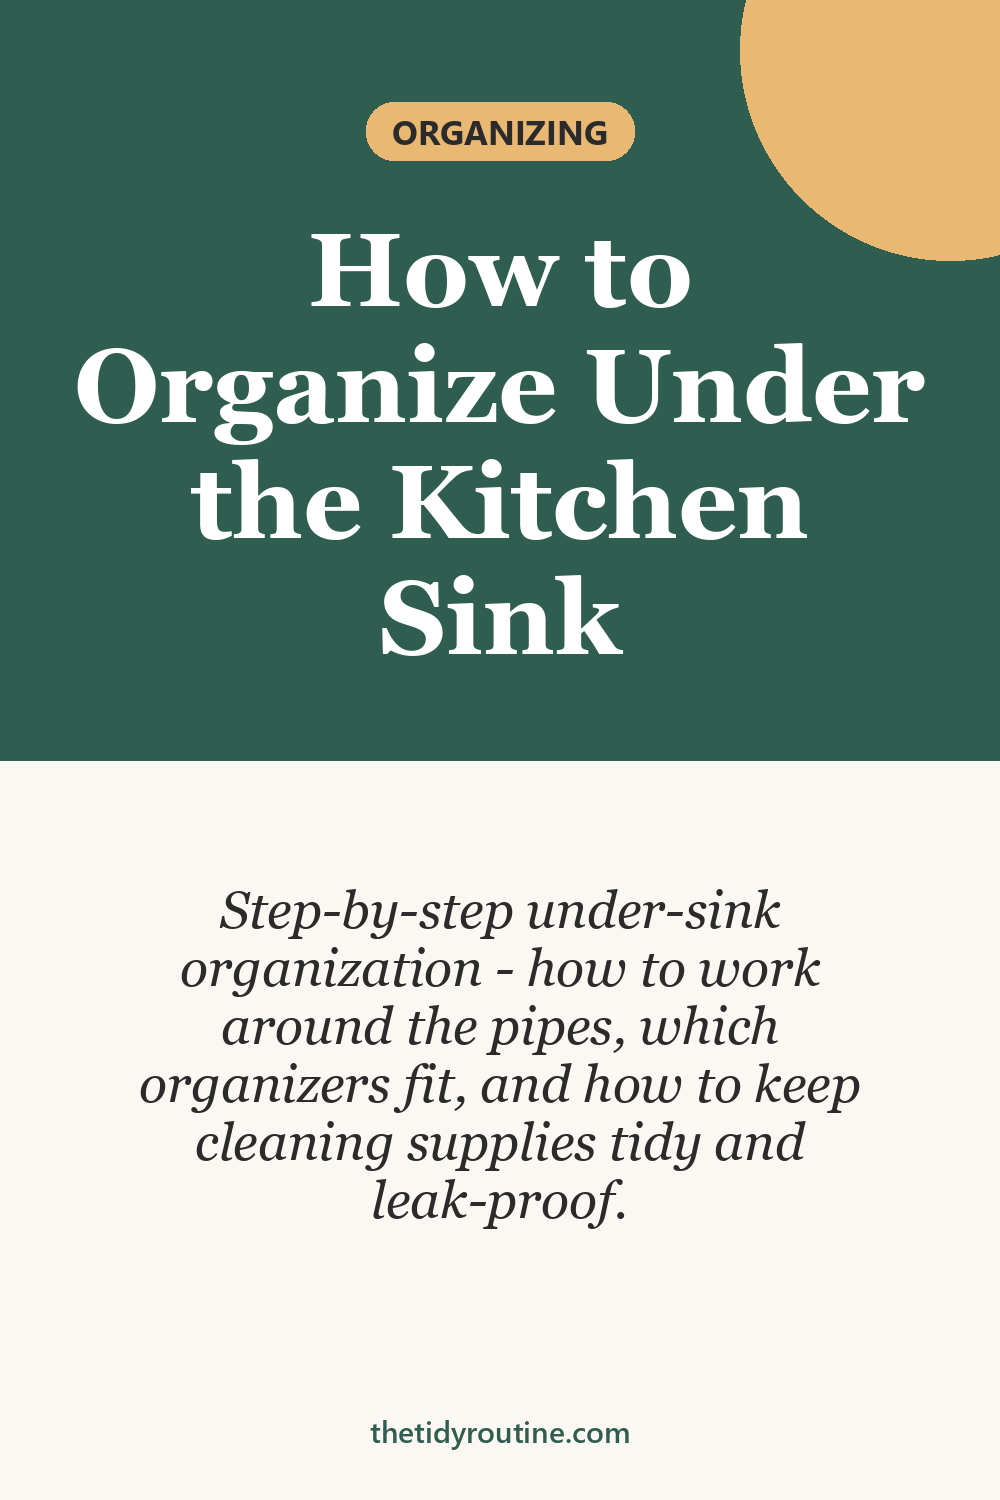 ORGANIZING
How to
Organize Under
the Kitchen
Sink
Step-by-step under-sink
organization - how to work
around the pipes, which
organizers fit, and how to keep
cleaning supplies tidy and
leak-proof.
thetidyroutine.com